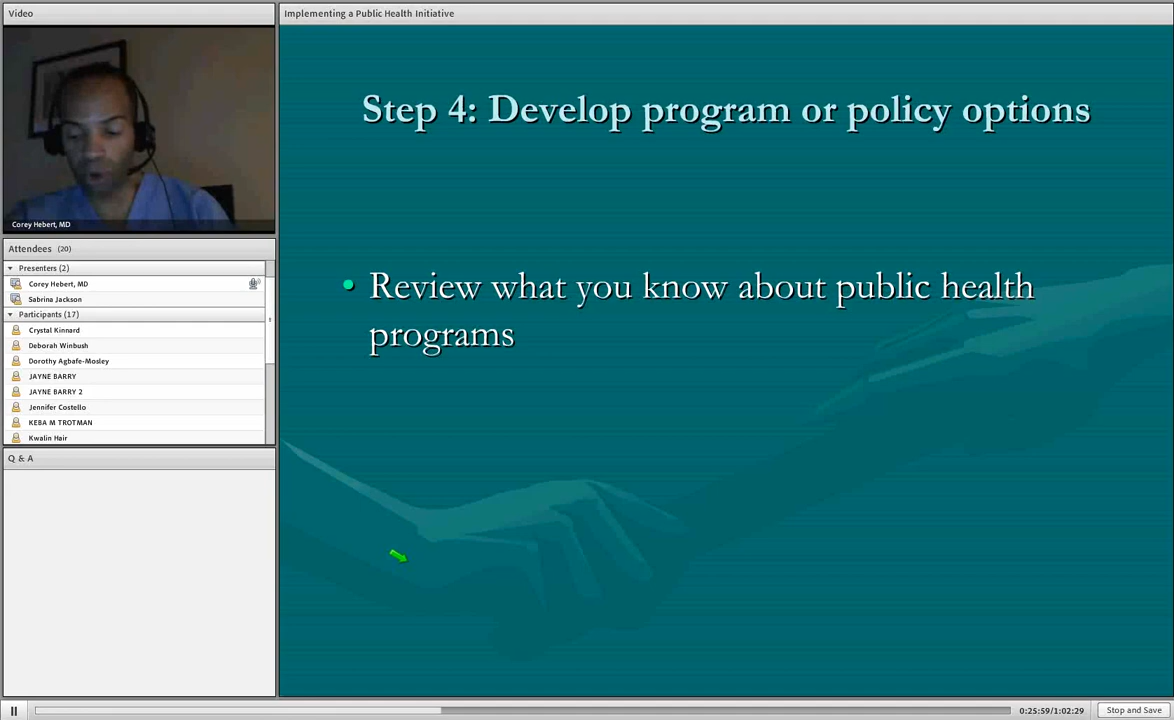 Video
Implementing a Public Health Initiative
Corey Hebert, MD
Attendees (20)
Presenters (2)
Corey Hebert, MD
Sabrina Jackson
Participants (17)
Crystal Kinnard
Deborah Winbush
Dorothy Agbafe-Mosley
JAYNE BARRY
JAYNE BARRY 2
Jennifer Costello
KEBA M TROTMAN
Kwalin Hair
Q & A
Step 4: Develop program or policy options
• Review what you know about public health
programs
0:25:59/1:02:29
Stop and Save